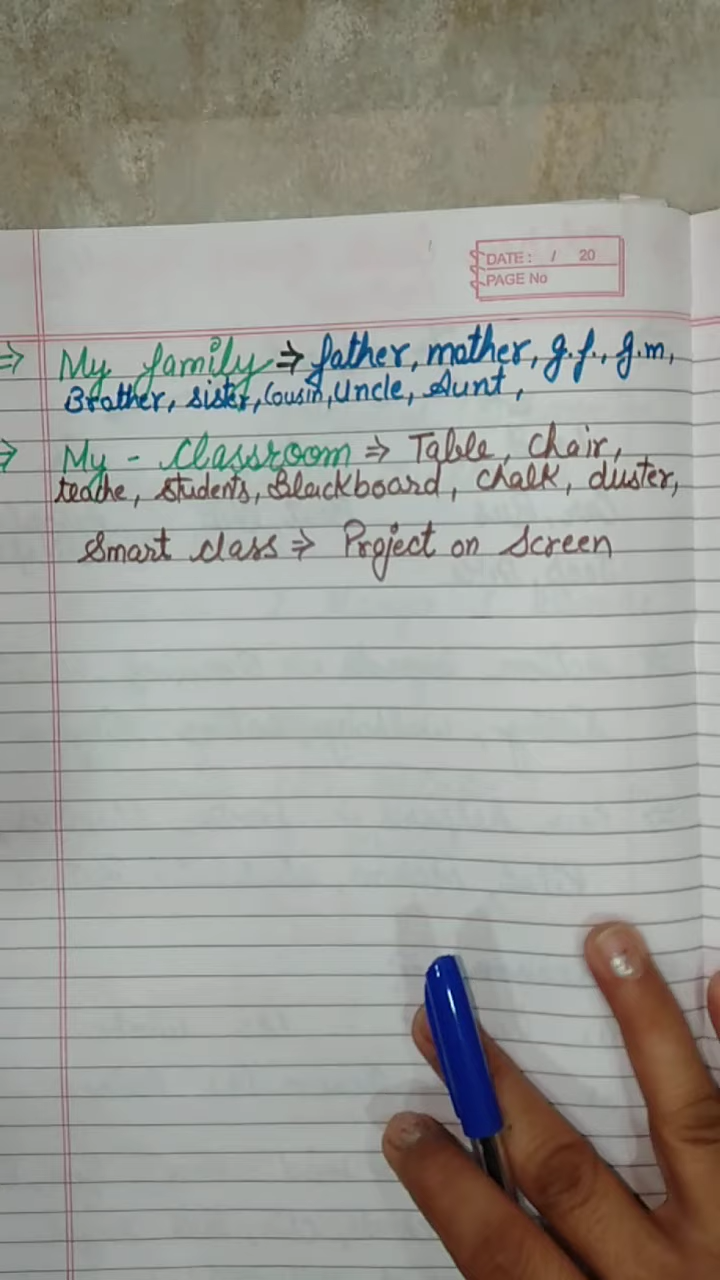 DATE: / 20
PAGE No
⇒ My family ⇒ father, mother, g.f., g.m,
Brother, sister, Cousin, Uncle, Aunt,
⇒ My - Classroom ⇒ Table, chair,
teache, students, Blackboard, chalk, duster,
Smart class ⇒ Project on Screen